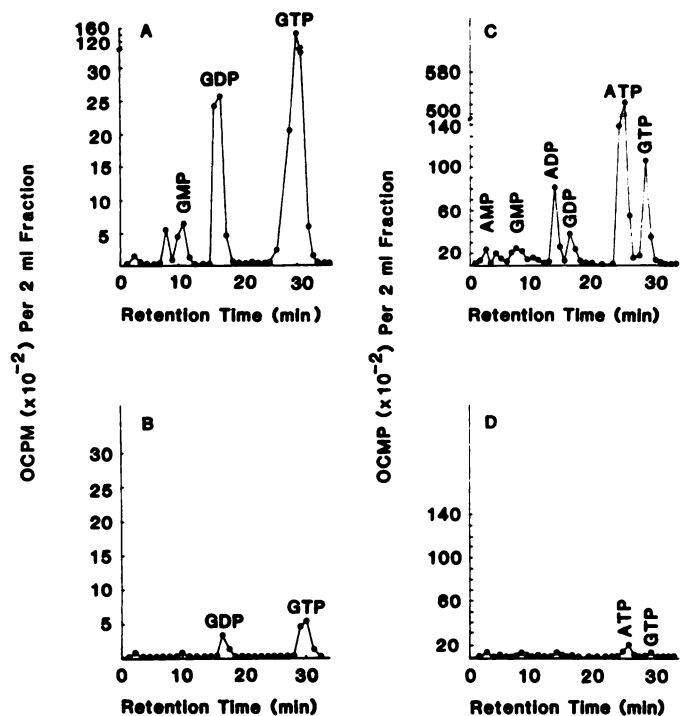 OCPM (x10⁻²) Per 2 ml Fraction
A
160
120
30
25
20
15
10
5
GMP
GDP
GTP
0 10 20 30
Retention Time (min)
B
30
25
20
15
10
5
GDP
GTP
0 10 20 30
Retention Time (min)
OCMP (x10⁻²) Per 2 ml Fraction
C
580
500
140
100
60
20
AMP
GMP
ADP
GDP
ATP
GTP
0 10 20 30
Retention Time (min)
D
140
100
60
20
ATP
GTP
0 10 20 30
Retention Time (min)